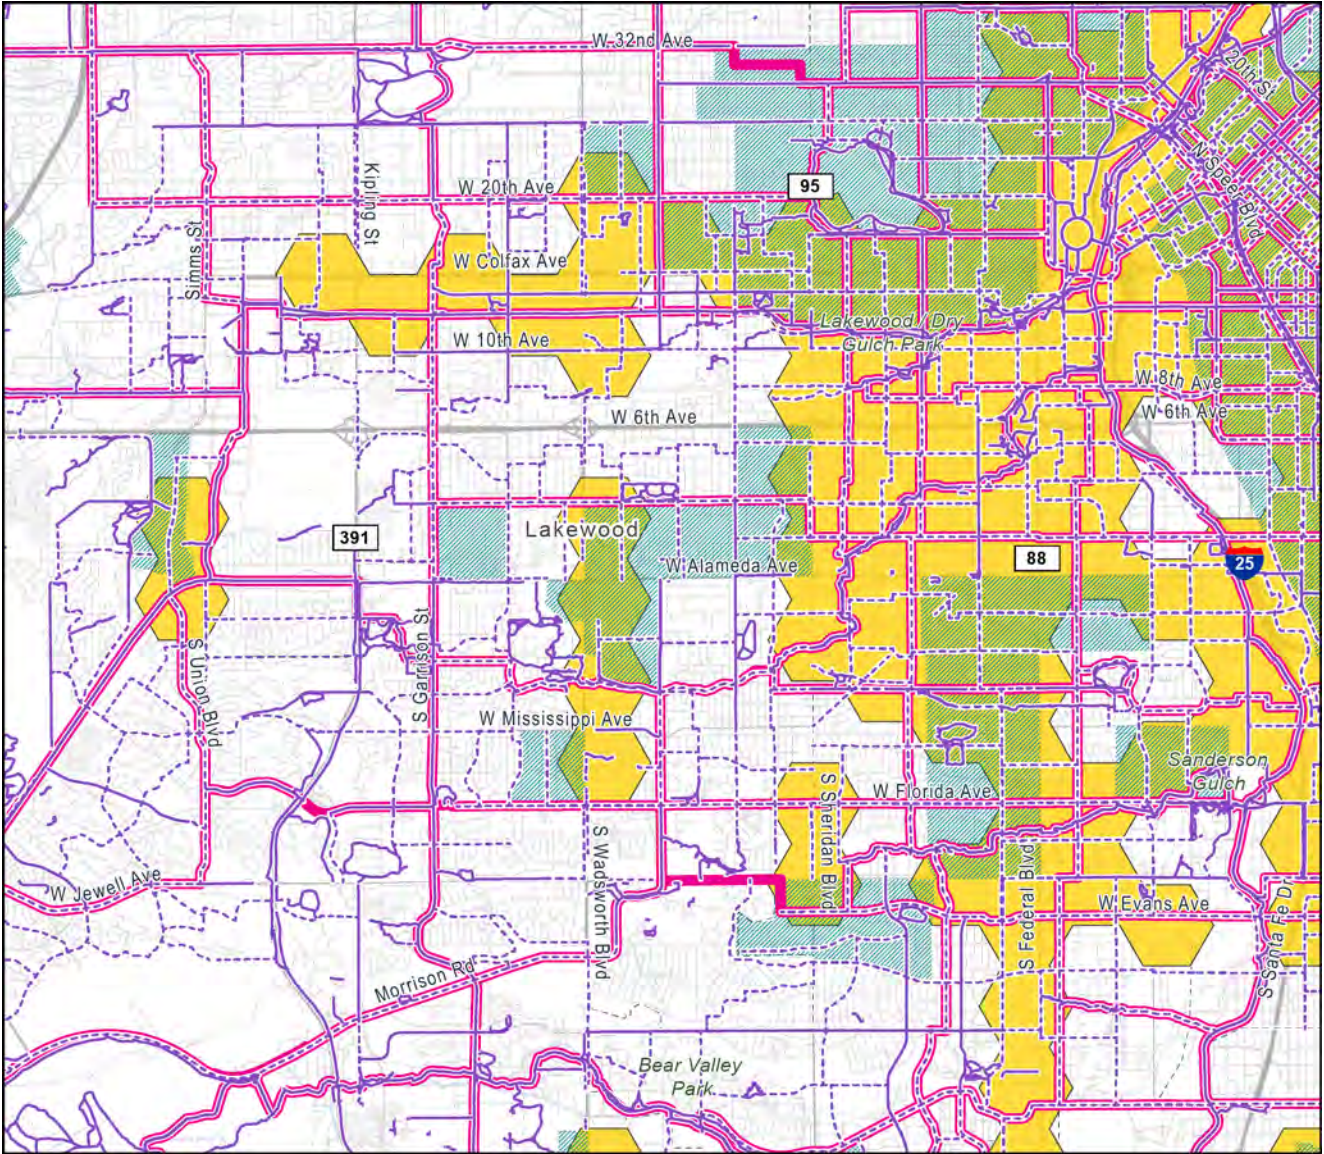 W 32nd Ave
20th St
Kipling St
W 20th Ave
95
N Speer Blvd
Simms St
W Colfax Ave
Lakewood / Dry
Gulch Park
W 10th Ave
W 8th Ave
W 6th Ave
W 6th Ave
Lakewood
391
88
W Alameda Ave
25
S Garrison St
S Union Blvd
W Mississippi Ave
Sanderson
Gulch
S Sheridan Blvd
W Florida Ave
S Wadsworth Blvd
S Federal Blvd
W Jewell Ave
W Evans Ave
S Santa Fe Dr
Morrison Rd
Bear Valley
Park